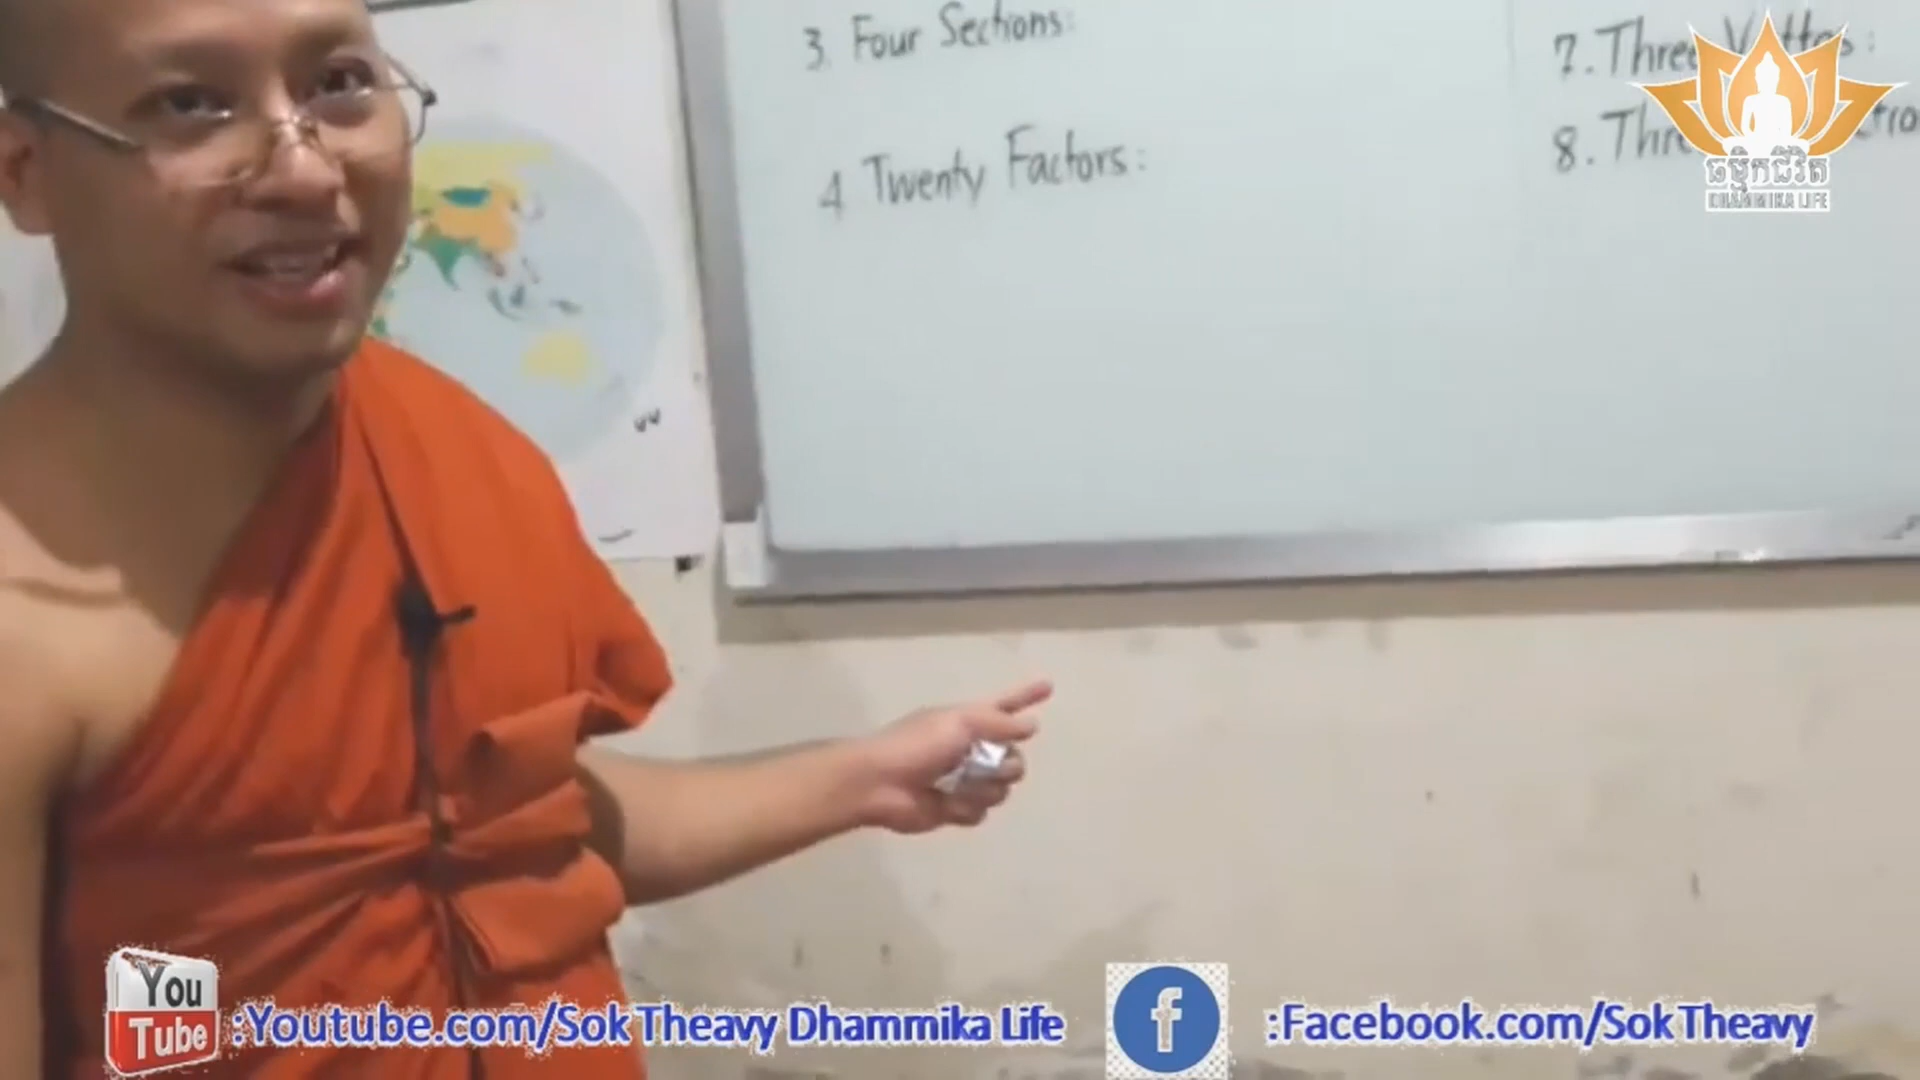 3. Four Sections:
4 Twenty Factors:
7. Three Vattas:
8.
ធម្មិកជីវិត
DHAMMIKA LIFE
You
Tube
:Youtube.com/Sok Theavy Dhammika Life
f
:Facebook.com/Sok Theavy